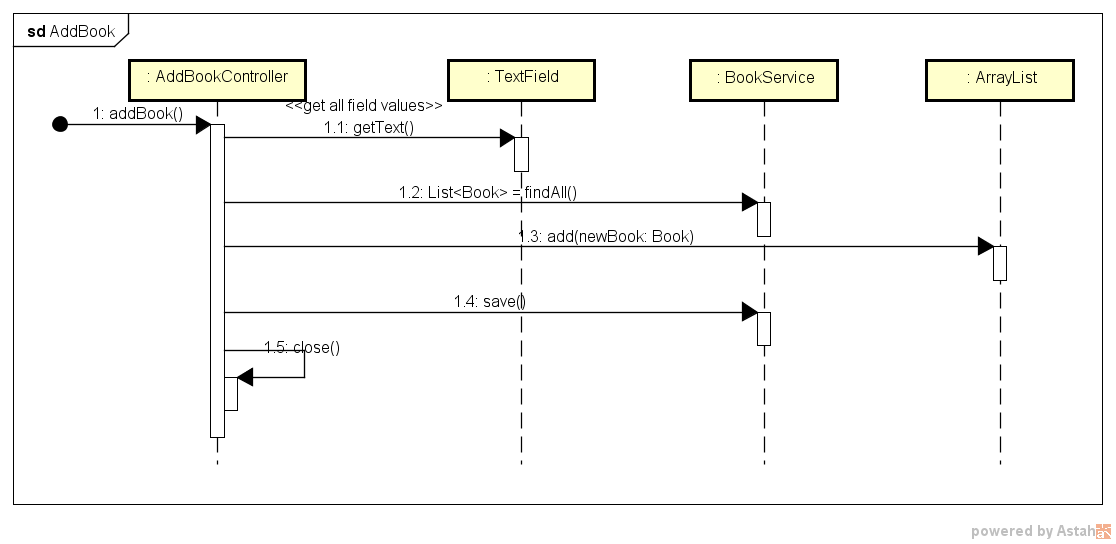 sd AddBook
: AddBookController
: TextField
: BookService
: ArrayList
<<get all field values>>
1: addBook()
1.1: getText()
1.2: List<Book> = findAll()
1.3: add(newBook: Book)
1.4: save()
1.5: close()
powered by Astah